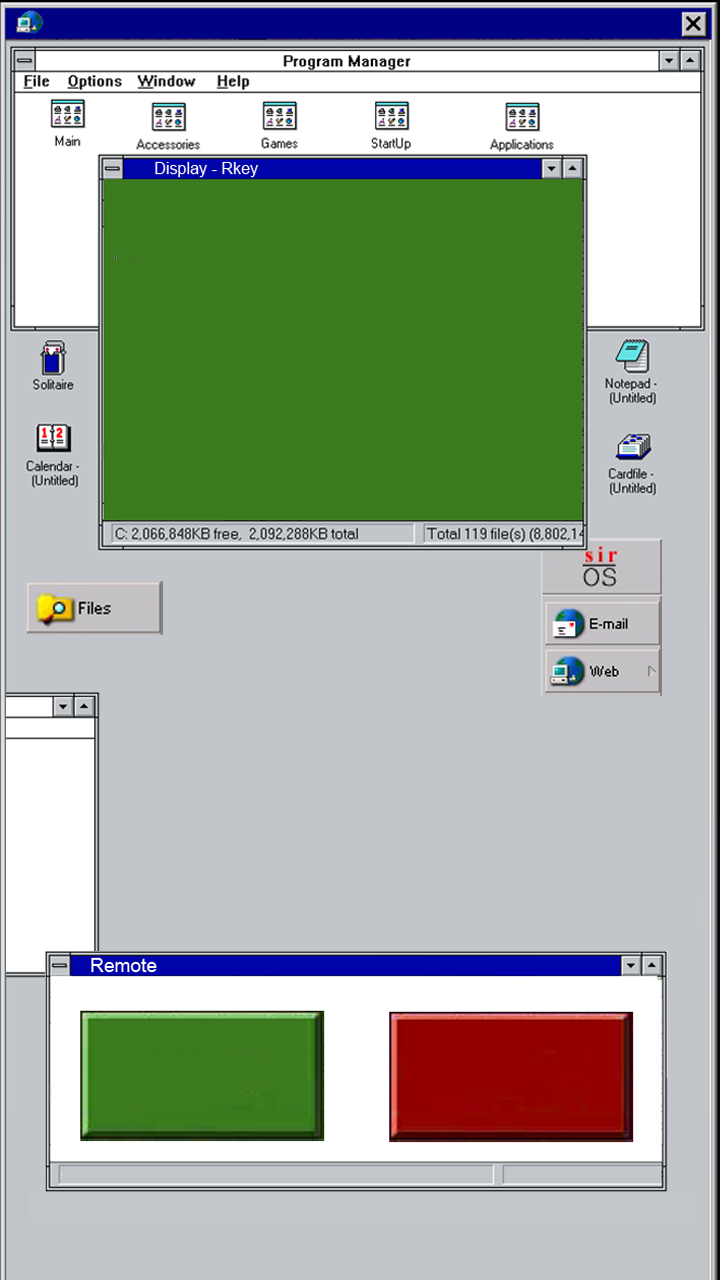 Program Manager
File Options Window Help
Main Accessories Games StartUp Applications
Display - Rkey
Solitaire
Notepad -
(Untitled)
1 2
Calendar -
(Untitled)
Cardfile -
(Untitled)
C: 2,066,848KB free, 2,092,288KB total Total 119 file(s) (8,802,14
sir
OS
Files
E-mail
Web
Remote